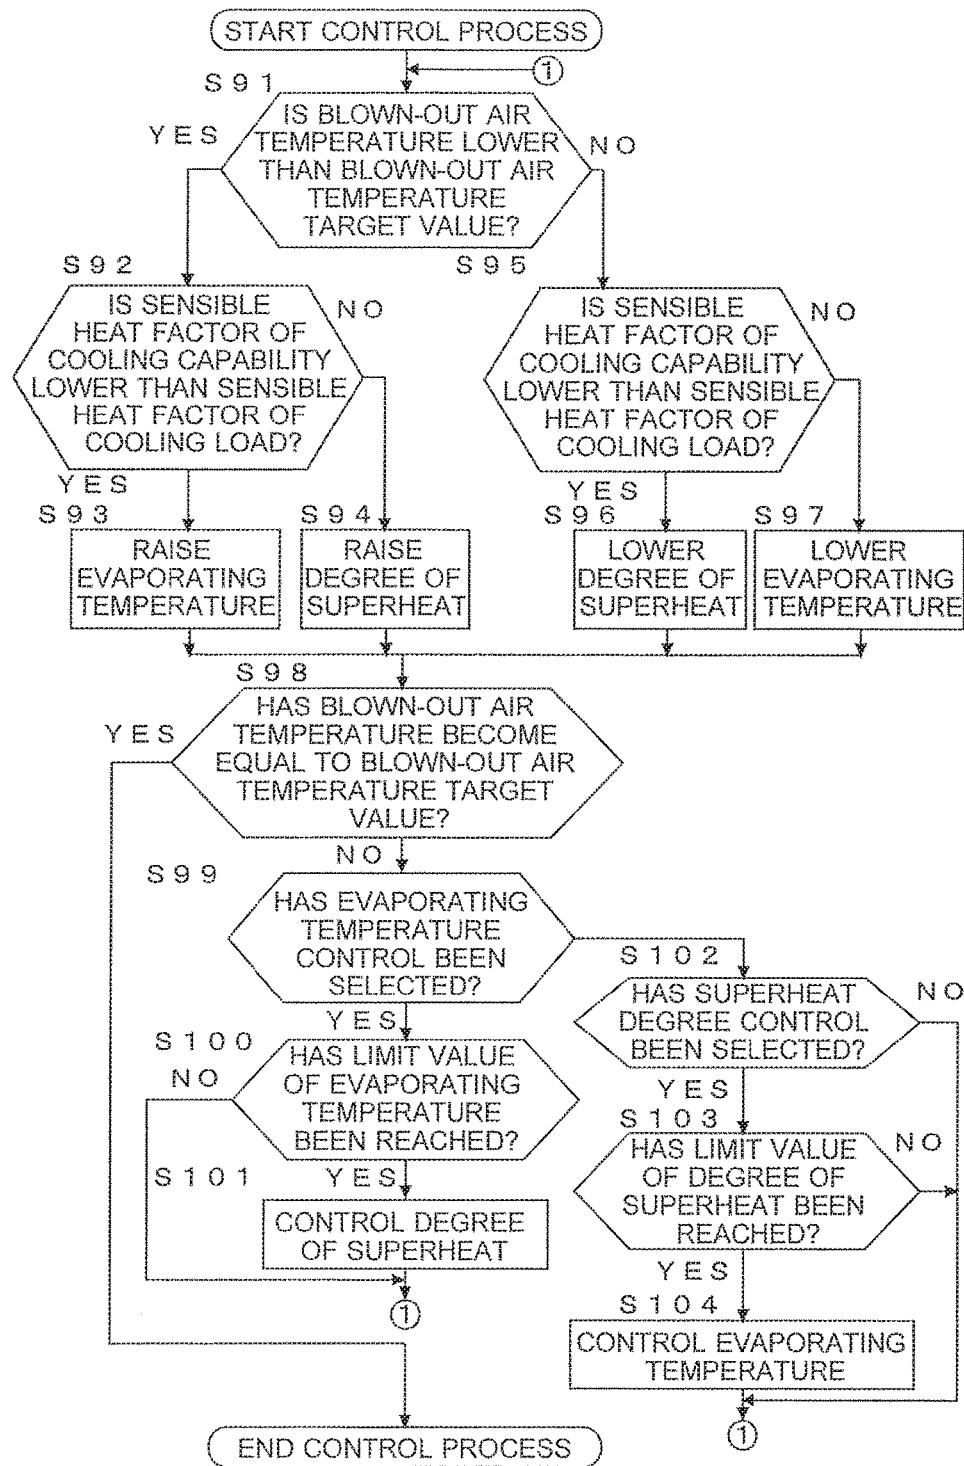 START CONTROL PROCESS
①
S91
IS BLOWN-OUT AIR
TEMPERATURE LOWER
THAN BLOWN-OUT AIR
TEMPERATURE
TARGET VALUE?
YES
NO
S92
IS SENSIBLE
HEAT FACTOR OF
COOLING CAPABILITY
LOWER THAN SENSIBLE
HEAT FACTOR OF
COOLING LOAD?
NO
YES
S95
IS SENSIBLE
HEAT FACTOR OF
COOLING CAPABILITY
LOWER THAN SENSIBLE
HEAT FACTOR OF
COOLING LOAD?
NO
YES
S93
RAISE
EVAPORATING
TEMPERATURE
S94
RAISE
DEGREE OF
SUPERHEAT
S96
LOWER
DEGREE OF
SUPERHEAT
S97
LOWER
EVAPORATING
TEMPERATURE
S98
HAS BLOWN-OUT AIR
TEMPERATURE BECOME
EQUAL TO BLOWN-OUT AIR
TEMPERATURE TARGET
VALUE?
YES
NO
S99
HAS EVAPORATING
TEMPERATURE
CONTROL BEEN
SELECTED?
YES
S100
HAS LIMIT VALUE
OF EVAPORATING
TEMPERATURE
BEEN REACHED?
NO
YES
S101
CONTROL DEGREE
OF SUPERHEAT
①
S102
HAS SUPERHEAT
DEGREE CONTROL
BEEN SELECTED?
NO
YES
S103
HAS LIMIT VALUE
OF DEGREE OF
SUPERHEAT BEEN
REACHED?
NO
YES
S104
CONTROL EVAPORATING
TEMPERATURE
①
END CONTROL PROCESS